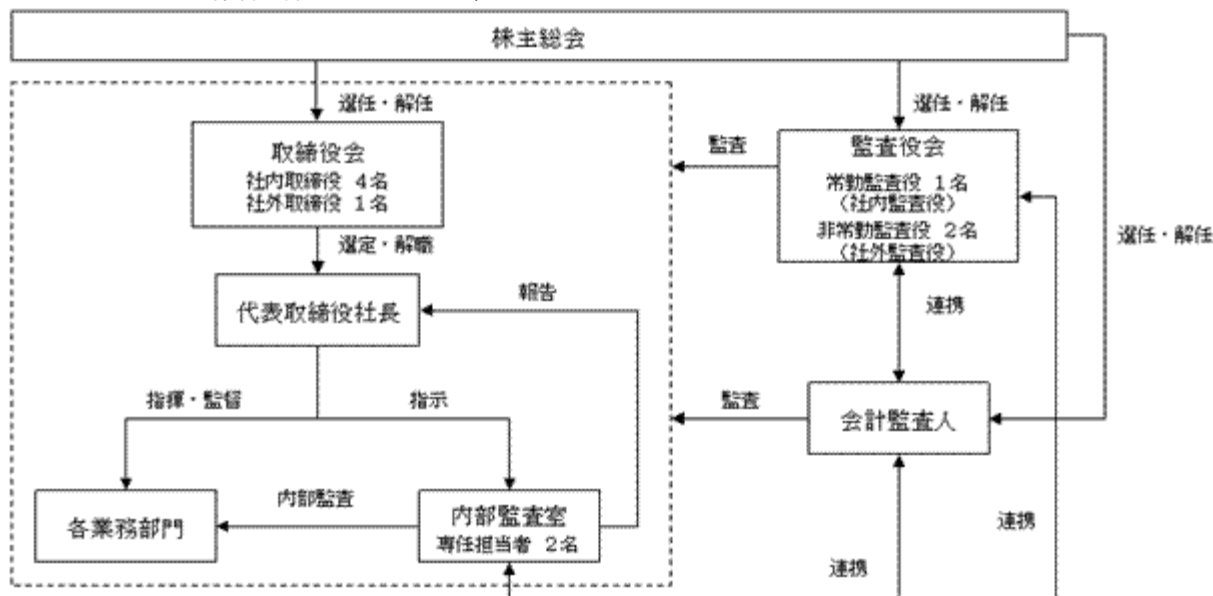 株主総会
選任・解任
選任・解任
取締役会
社内取締役 4名
社外取締役 1名
監査
監査役会
常勤監査役 1名
(社内監査役)
非常勤監査役 2名
(社外監査役)
選任・解任
選定・解職
代表取締役社長
報告
連携
指揮・監督
指示
監査
会計監査人
各業務部門
内部監査
内部監査室
専任担当者 2名
連携
連携